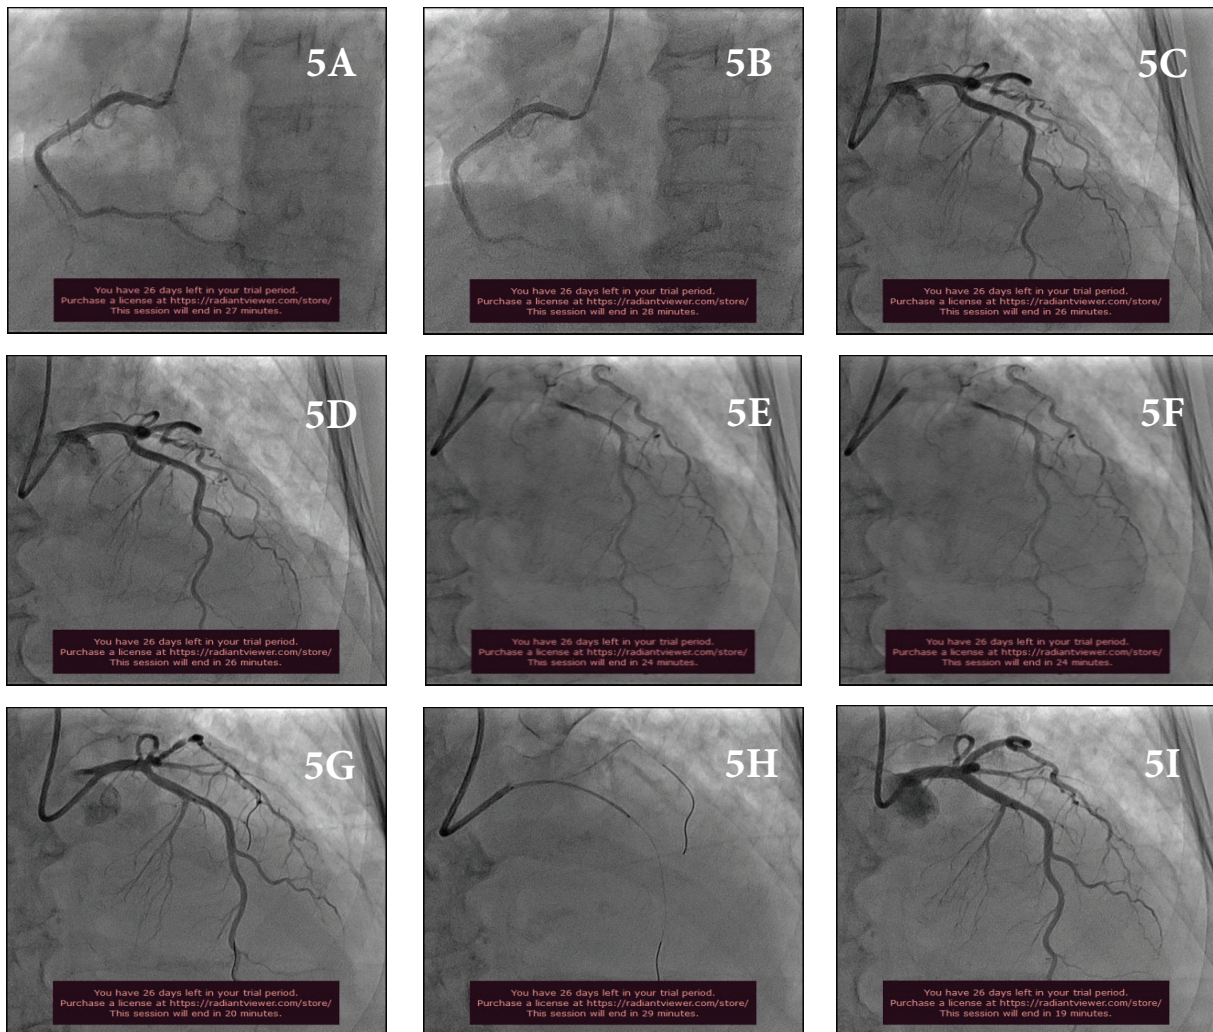 5A
You have 26 days left in your trial period.
Purchase a license at https://radiantviewer.com/store/
This session will end in 27 minutes.
5B
You have 26 days left in your trial period.
Purchase a license at https://radiantviewer.com/store/
This session will end in 28 minutes.
5C
You have 26 days left in your trial period.
Purchase a license at https://radiantviewer.com/store/
This session will end in 26 minutes.
5D
You have 26 days left in your trial period.
Purchase a license at https://radiantviewer.com/store/
This session will end in 26 minutes.
5E
You have 26 days left in your trial period.
Purchase a license at https://radiantviewer.com/store/
This session will end in 24 minutes.
5F
You have 26 days left in your trial period.
Purchase a license at https://radiantviewer.com/store/
This session will end in 24 minutes.
5G
You have 26 days left in your trial period.
Purchase a license at https://radiantviewer.com/store/
This session will end in 20 minutes.
5H
You have 26 days left in your trial period.
Purchase a license at https://radiantviewer.com/store/
This session will end in 29 minutes.
5I
You have 26 days left in your trial period.
Purchase a license at https://radiantviewer.com/store/
This session will end in 19 minutes.